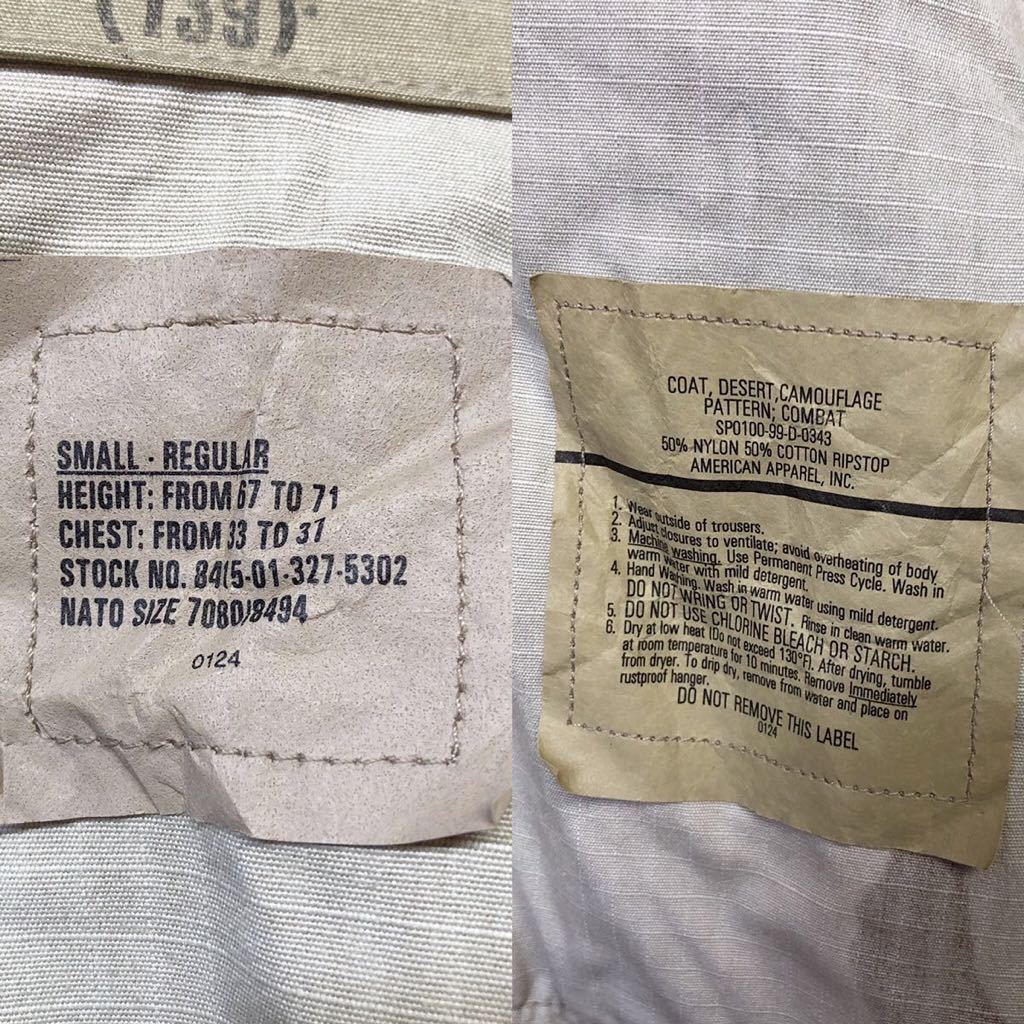 (739).
SMALL - REGULAR
HEIGHT: FROM 67 TO 71
CHEST: FROM 33 TO 37
STOCK NO. 8415-01-327-5302
NATO SIZE 7080/8494
0124
COAT, DESERT, CAMOUFLAGE
PATTERN; COMBAT
SP0100-99-D-0343
50% NYLON 50% COTTON RIPSTOP
AMERICAN APPAREL, INC.
1. Wear outside of trousers.
2. Adjust closures to ventilate; avoid overheating of body.
3. Machine washing. Use Permanent Press Cycle. Wash in
warm water with mild detergent.
4. Hand Washing. Wash in warm water using mild detergent.
DO NOT WRING OR TWIST. Rinse in clean warm water.
5. DO NOT USE CHLORINE BLEACH OR STARCH.
6. Dry at low heat (Do not exceed 130°F). After drying, tumble
at room temperature for 10 minutes. Remove Immediately
from dryer. To drip dry, remove from water and place on
rustproof hanger.
DO NOT REMOVE THIS LABEL
0124